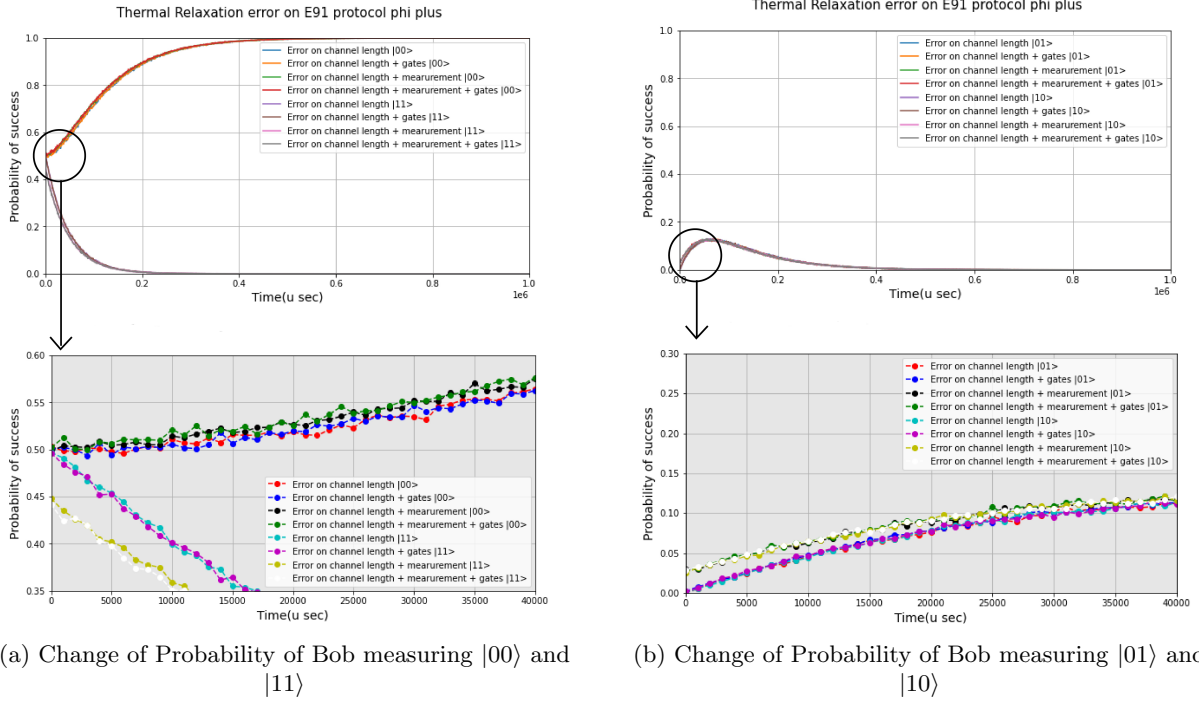 Thermal Relaxation error on E91 protocol phi plus
Probability of success
1.0
0.8
0.6
0.4
0.2
0.0
Error on channel length |00>
Error on channel length + gates |00>
Error on channel length + mearurement |00>
Error on channel length + mearurement + gates |00>
Error on channel length |11>
Error on channel length + gates |11>
Error on channel length + mearurement |11>
Error on channel length + mearurement + gates |11>
0.0 0.2 0.4 0.6 0.8 1.0
1e6
Time(u sec)
Probability of success
0.60
0.55
0.50
0.45
0.40
0.35
Error on channel length |00>
Error on channel length + gates |00>
Error on channel length + mearurement |00>
Error on channel length + mearurement + gates |00>
Error on channel length |11>
Error on channel length + gates |11>
Error on channel length + mearurement |11>
Error on channel length + mearurement + gates |11>
0 5000 10000 15000 20000 25000 30000 35000 40000
Time(u sec)
(a) Change of Probability of Bob measuring |00⟩ and
|11⟩
Thermal Relaxation error on E91 protocol phi plus
Probability of success
1.0
0.8
0.6
0.4
0.2
0.0
Error on channel length |01>
Error on channel length + gates |01>
Error on channel length + mearurement |01>
Error on channel length + mearurement + gates |01>
Error on channel length |10>
Error on channel length + gates |10>
Error on channel length + mearurement |10>
Error on channel length + mearurement + gates |10>
0.0 0.2 0.4 0.6 0.8 1.0
1e6
Time(u sec)
Probability of success
0.30
0.25
0.20
0.15
0.10
0.05
0.00
Error on channel length |01>
Error on channel length + gates |01>
Error on channel length + mearurement |01>
Error on channel length + mearurement + gates |01>
Error on channel length |10>
Error on channel length + gates |10>
Error on channel length + mearurement |10>
Error on channel length + mearurement + gates |10>
0 5000 10000 15000 20000 25000 30000 35000 40000
Time(u sec)
(b) Change of Probability of Bob measuring |01⟩ and
|10⟩